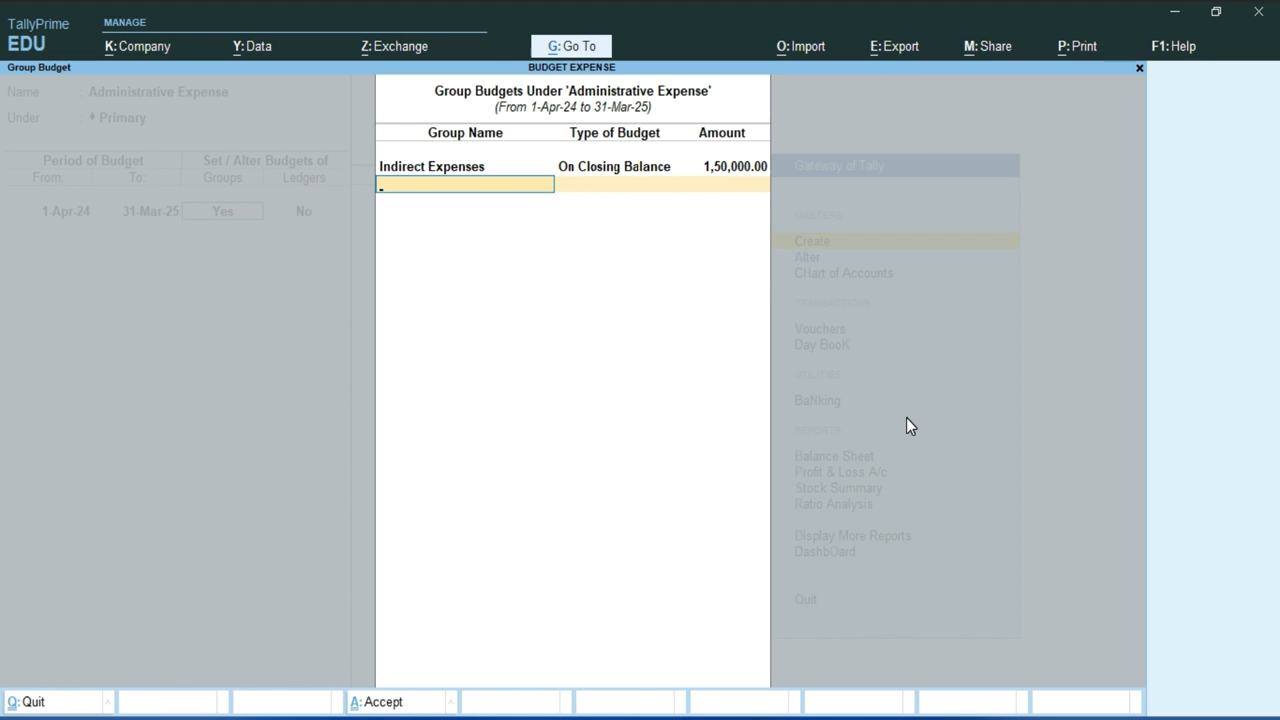 TallyPrime
EDU
MANAGE
K: Company
Y: Data
Z: Exchange
G: Go To
O: Import
E: Export
M: Share
P: Print
F1: Help
Group Budget
BUDGET EXPENSE
Name : Administrative Expense
Under : ♦ Primary
Period of Budget
Set / Alter Budgets of
From: To: Groups Ledgers
1-Apr-24 31-Mar-25 Yes No
Group Budgets Under 'Administrative Expense'
(From 1-Apr-24 to 31-Mar-25)
Group Name Type of Budget Amount
Indirect Expenses On Closing Balance 1,50,000.00
Gateway of Tally
MASTERS
Create
Alter
CHart of Accounts
TRANSACTIONS
Vouchers
Day BooK
UTILITIES
BaNking
REPORTS
Balance Sheet
Profit & Loss A/c
Stock Summary
Ratio Analysis
Display More Reports
DashbOard
Quit
Q: Quit
A: Accept